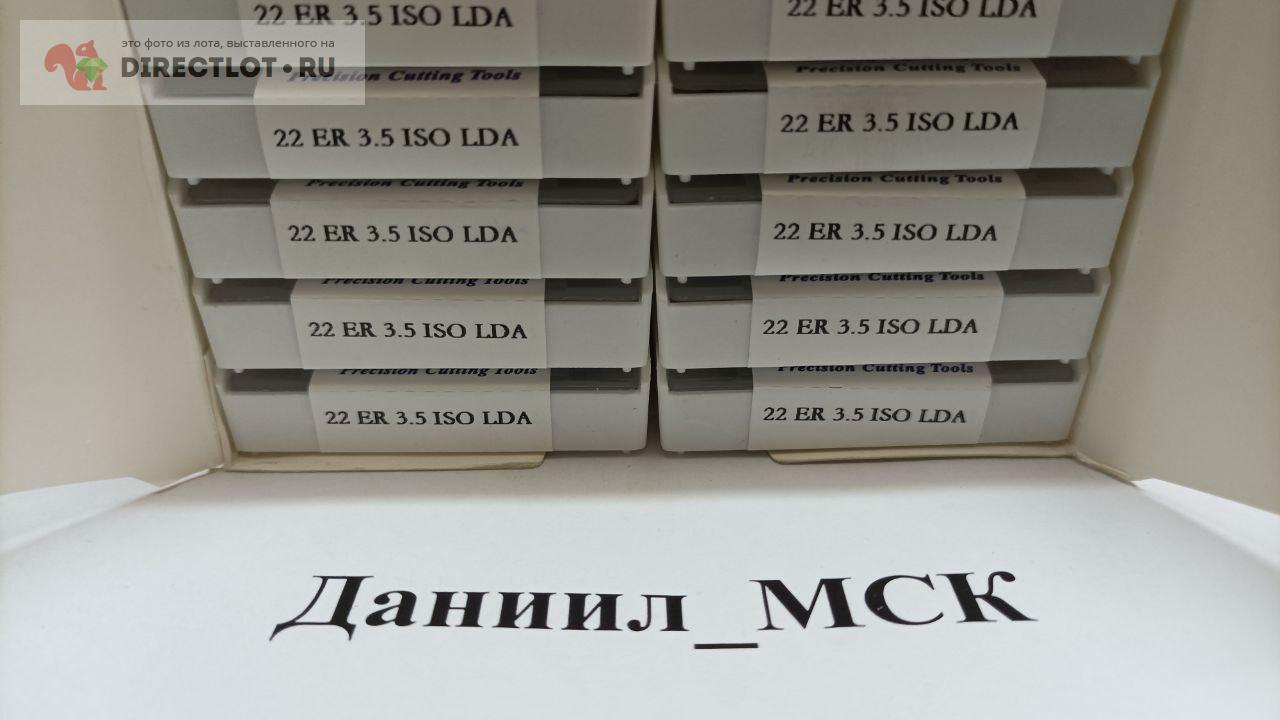 это фото из лота, выставленного на
DIRECTLOT.RU
22 ER 3.5 ISO LDA
Precision Cutting Tools
22 ER 3.5 ISO LDA
Precision Cutting Tools
22 ER 3.5 ISO LDA
Precision Cutting Tools
22 ER 3.5 ISO LDA
Precision Cutting Tools
22 ER 3.5 ISO LDA
22 ER 3.5 ISO LDA
Precision Cutting Tools
22 ER 3.5 ISO LDA
Precision Cutting Tools
22 ER 3.5 ISO LDA
Precision Cutting Tools
22 ER 3.5 ISO LDA
Precision Cutting Tools
22 ER 3.5 ISO LDA
Даниил_МСК